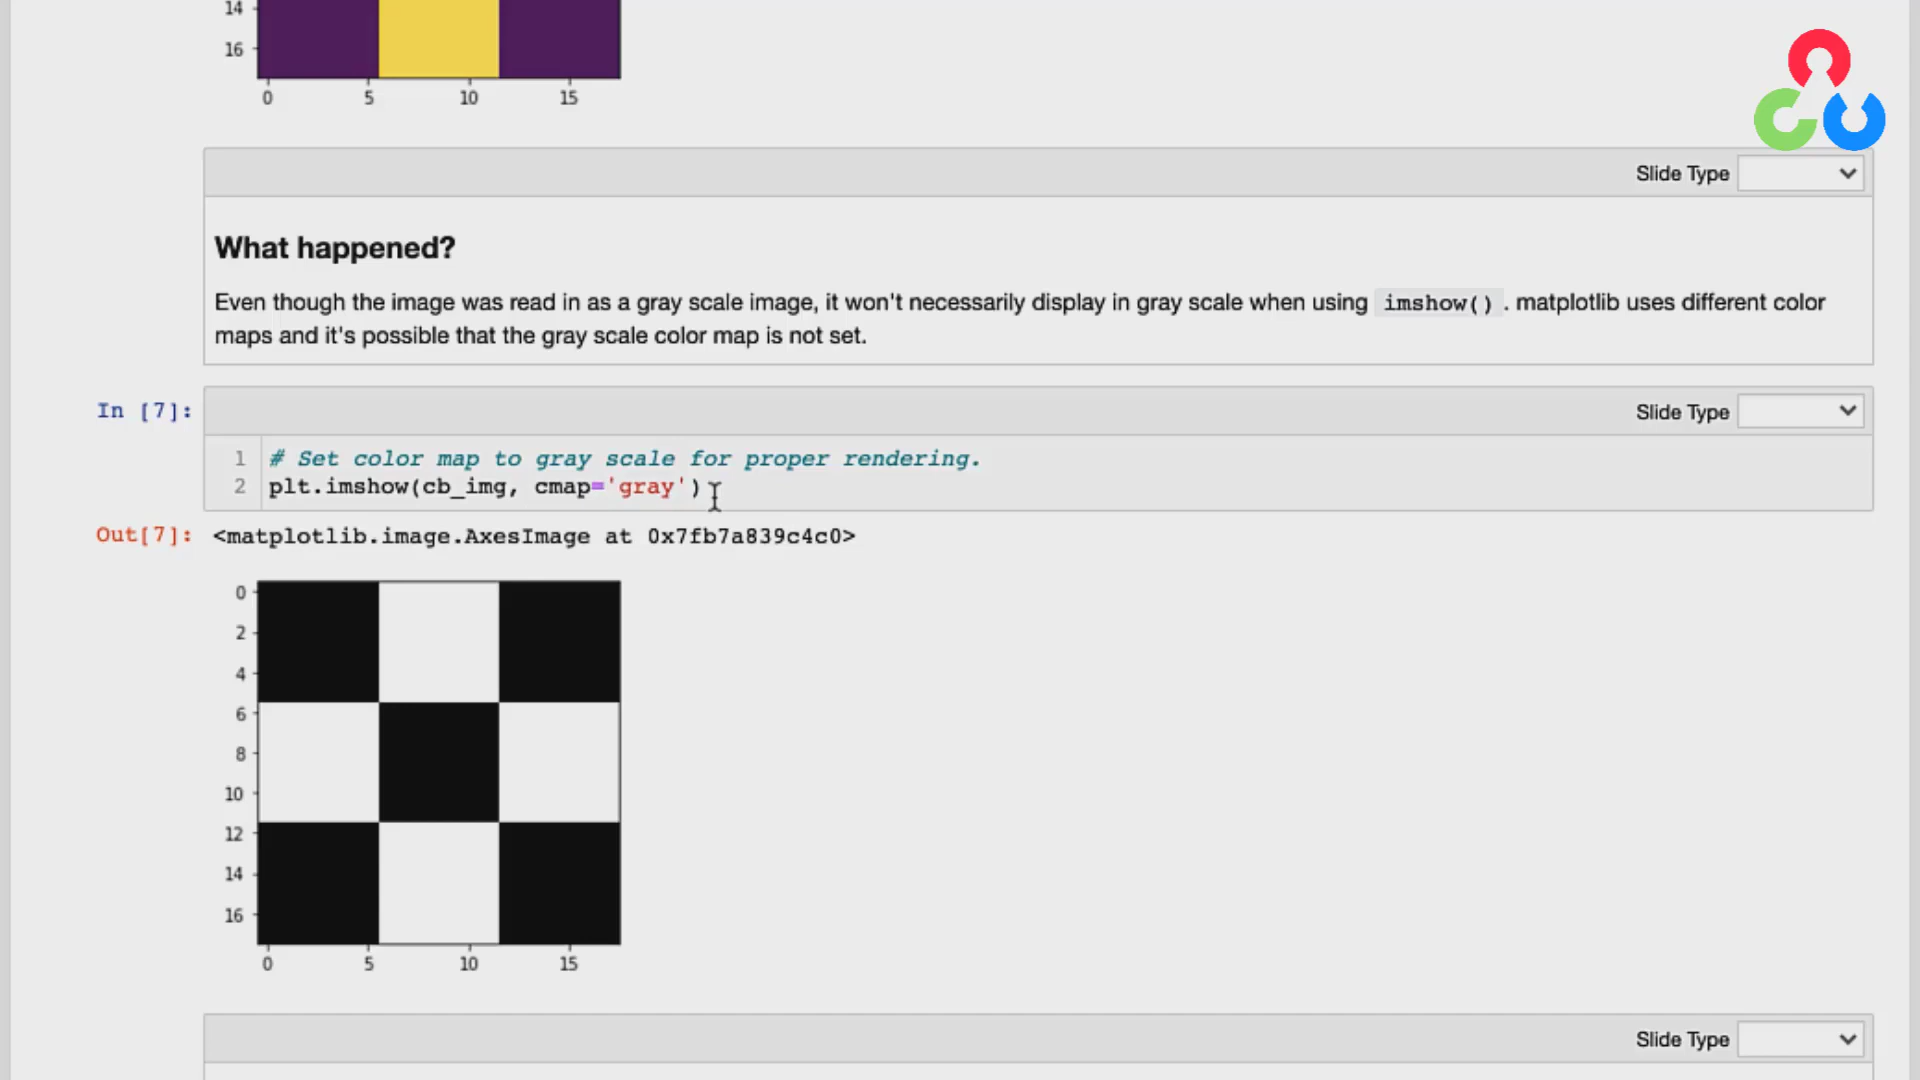 14
16
0 5 10 15
Slide Type
What happened?
Even though the image was read in as a gray scale image, it won't necessarily display in gray scale when using imshow() . matplotlib uses different color
maps and it's possible that the gray scale color map is not set.
In [7]:
Slide Type
1 # Set color map to gray scale for proper rendering.
2 plt.imshow(cb_img, cmap='gray')
Out[7]: <matplotlib.image.AxesImage at 0x7fb7a839c4c0>
0
2
4
6
8
10
12
14
16
0 5 10 15
Slide Type